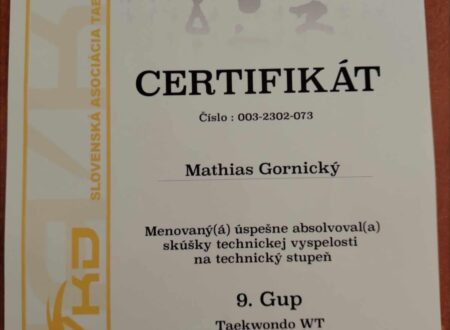 CERTIFIKÁT
Číslo : 003-2302-073
Mathias Gornický
Menovaný(á) úspešne absolvoval(a)
skúšky technickej vyspelosti
na technický stupeň
9. Gup
Taekwondo WT
SLOVENSKÁ ASOCIÁCIA